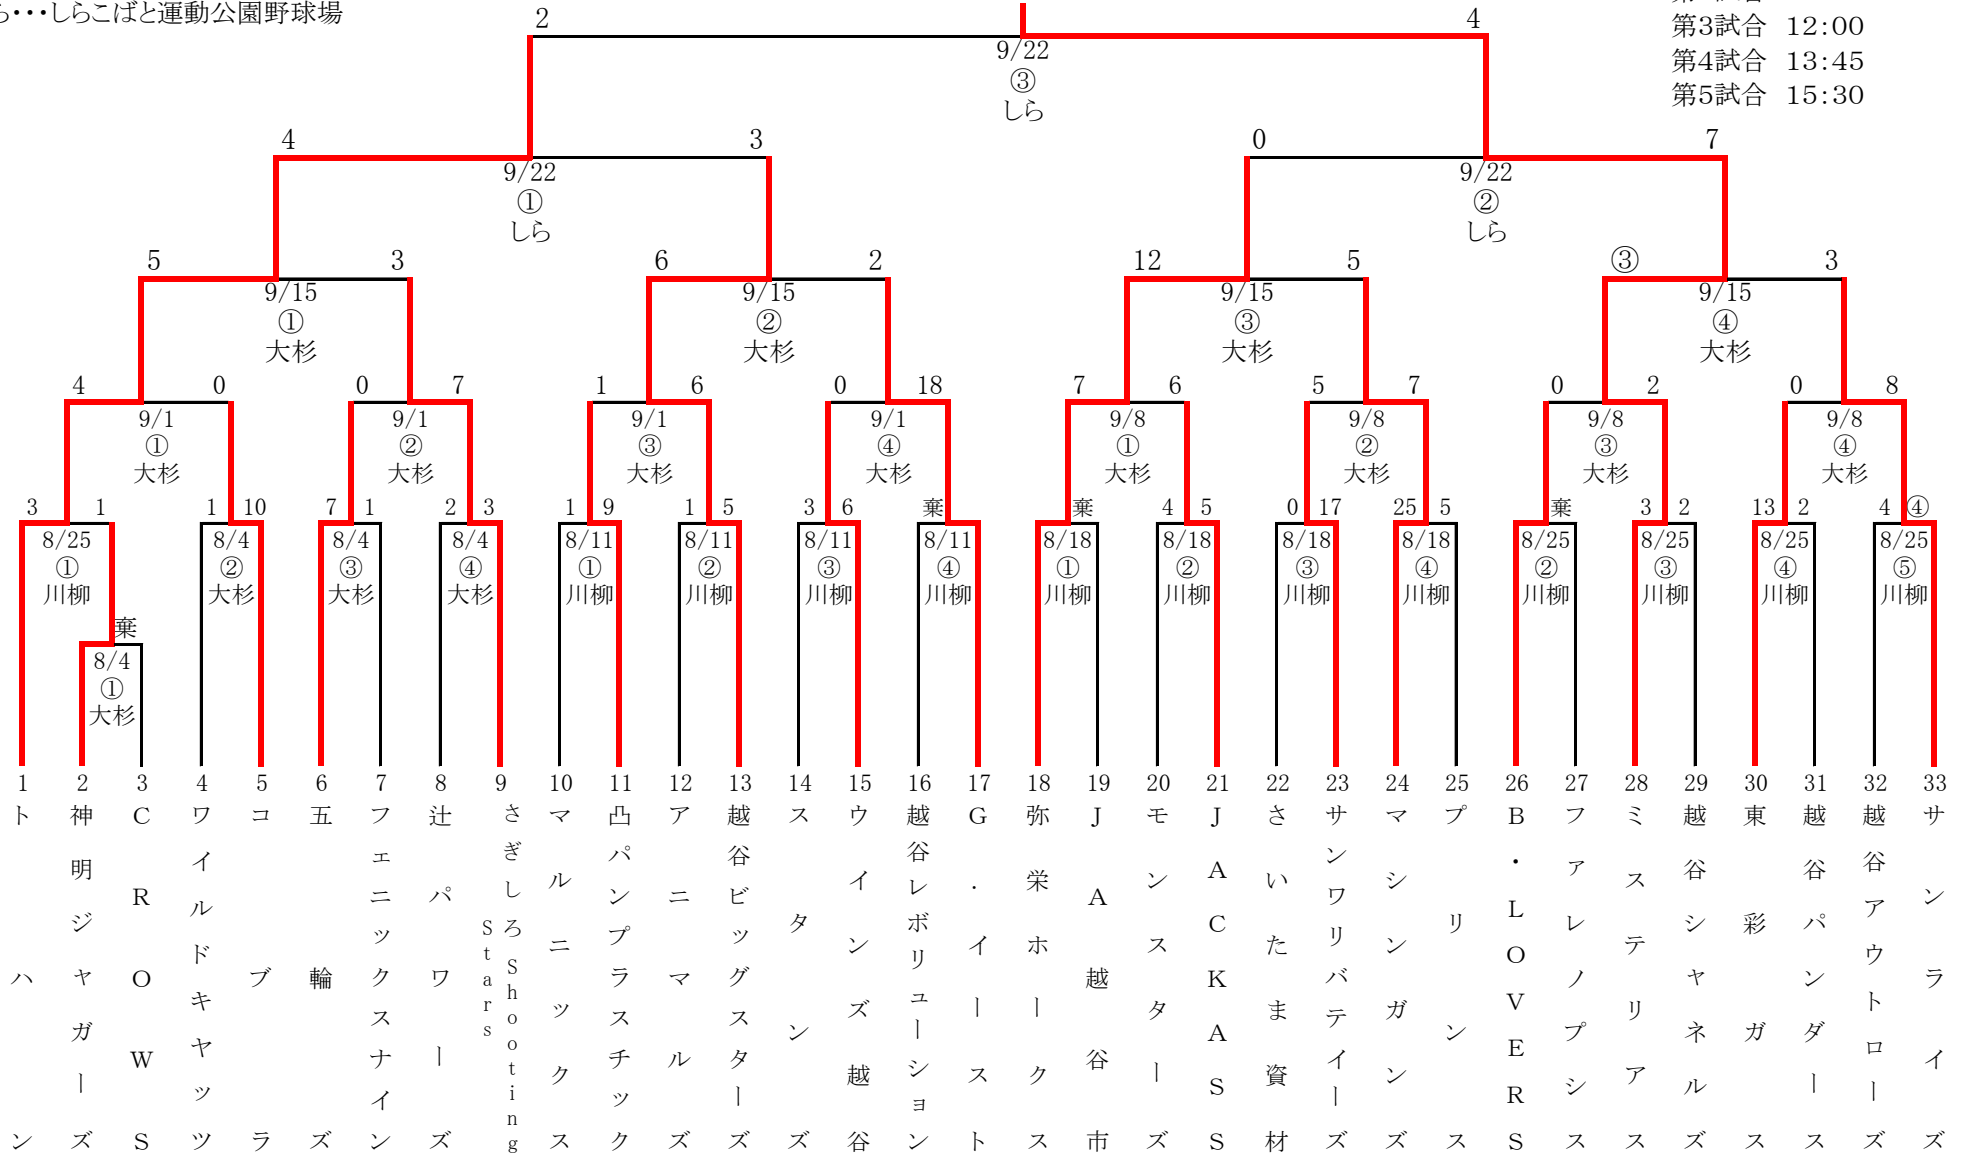 ら・・・しらこばと運動公園野球場
第3試合 12:00
第4試合 13:45
第5試合 15:30
2 4
9/22
③
しら
4 3 0 7
9/22 9/22
① ②
しら しら
5 3 6 2 12 5 ③ 3
9/15 9/15 9/15 9/15
① ② ③ ④
大杉 大杉 大杉 大杉
4 0 0 7 1 6 0 18 7 6 5 7 0 2 0 8
9/1 9/1 9/1 9/1 9/8 9/8 9/8 9/8
① ② ③ ④ ① ② ③ ④
大杉 大杉 大杉 大杉 大杉 大杉 大杉 大杉
3 1 1 10 7 1 2 3 1 9 1 5 3 6 棄 棄 4 5 0 17 25 5 棄 3 2 13 2 4 ④
8/25 8/4 8/4 8/4 8/11 8/11 8/11 8/11 8/18 8/18 8/18 8/18 8/25 8/25 8/25 8/25
① ② ③ ④ ① ② ③ ④ ① ② ③ ④ ② ③ ④ ⑤
川柳 大杉 大杉 大杉 川柳 川柳 川柳 川柳 川柳 川柳 川柳 川柳 川柳 川柳 川柳 川柳
棄
8/4
①
大杉
1 2 3 4 5 6 7 8 9 10 11 12 13 14 15 16 17 18 19 20 21 22 23 24 25 26 27 28 29 30 31 32 33
トハン
神明ジャガーズ
CROWS
ワイルドキヤッツ
コブラ
五輪ズ
フェニックスナイン
辻パワーズ
さぎしろShooting
Stars
マルニックス
凸パンプラスチック
アニマルズ
越谷ビッグスターズ
スタンズ
ウインズ越谷
越谷レボリューション
G.イースト
弥栄ホークス
JA越谷市
モンスターズ
JACKASS
さいたま資材
サンワリバテイーズ
マシンガンズ
プリンス
B・LOVERS
ファレノプシス
ミステリアス
越谷シャネルズ
東彩ガス
越谷パンダース
越谷アウトローズ
サンライズ